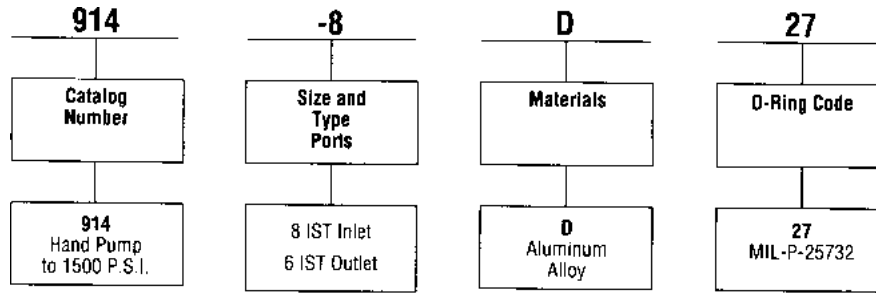 914 -8 D 27
Catalog
Number
Size and
Type
Ports
Materials
O-Ring Code
914
Hand Pump
to 1500 P.S.I.
8 IST Inlet
6 IST Outlet
D
Aluminum
Alloy
27
MIL-P-25732